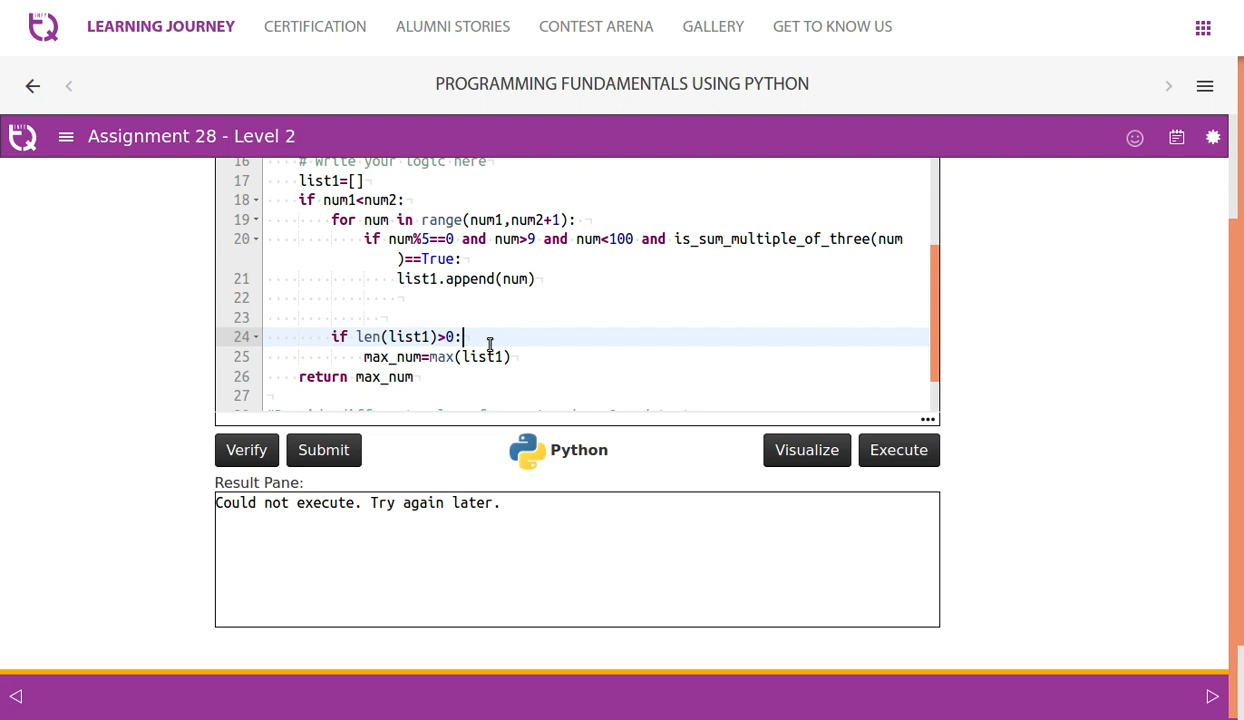 LEARNING JOURNEY CERTIFICATION ALUMNI STORIES CONTEST ARENA GALLERY GET TO KNOW US
PROGRAMMING FUNDAMENTALS USING PYTHON
Assignment 28 - Level 2
16 # Write your logic here
17 list1=[]
18 if num1<num2:
19 for num in range(num1,num2+1):
20 if num%5==0 and num>9 and num<100 and is_sum_multiple_of_three(num
)==True:
21 list1.append(num)
22
23
24 if len(list1)>0:
25 max_num=max(list1)
26 return max_num
27
Verify Submit Python Visualize Execute
Result Pane:
Could not execute. Try again later.